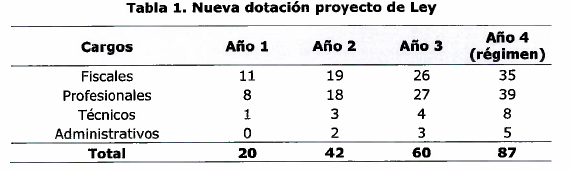 Tabla 1. Nueva dotación proyecto de Ley
Cargos Año 1 Año 2 Año 3 Año 4 (régimen)
Fiscales 11 19 26 35
Profesionales 8 18 27 39
Técnicos 1 3 4 8
Administrativos 0 2 3 5
Total 20 42 60 87